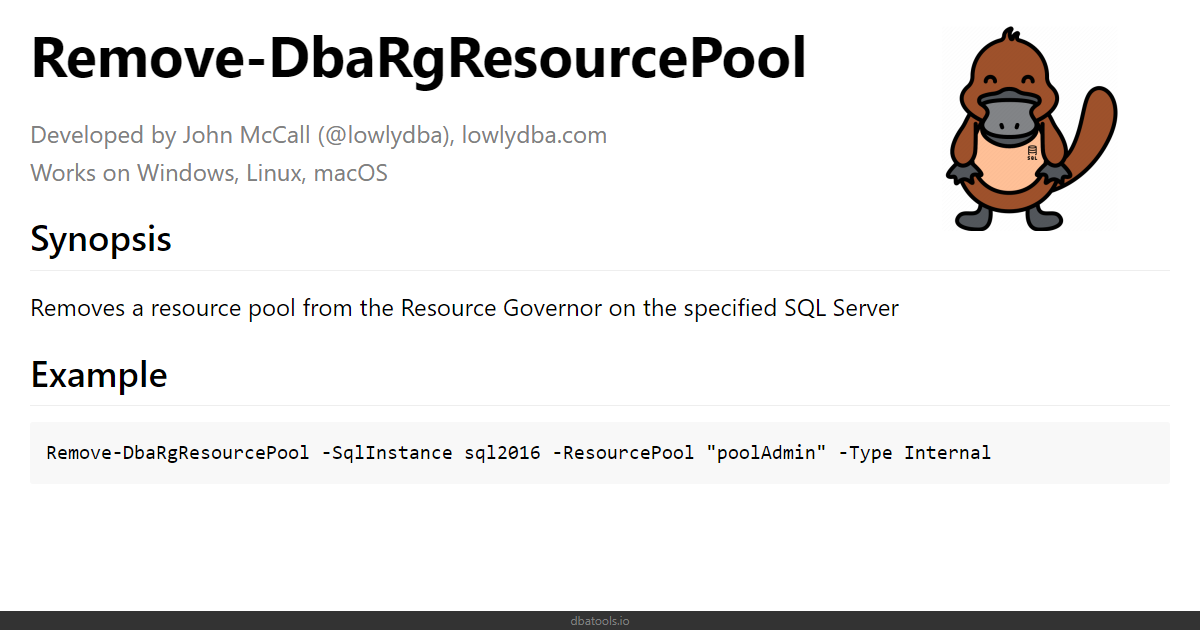 Remove-DbaRgResourcePool
Developed by John McCall (@lowlydba), lowlydba.com
Works on Windows, Linux, macOS
SQL
Synopsis
Removes a resource pool from the Resource Governor on the specified SQL Server
Example
Remove-DbaRgResourcePool -SqlInstance sql2016 -ResourcePool "poolAdmin" -Type Internal
dbatools.io